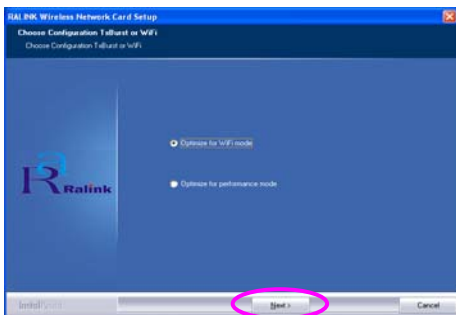 RALINK Wireless Network Card Setup
Choose Configuration TxBurst or WiFi
Choose Configuration TxBurst or WiFi
Optimize for WiFi mode
Optimize for performance mode
Ralink
InstallShield
Next >
Cancel